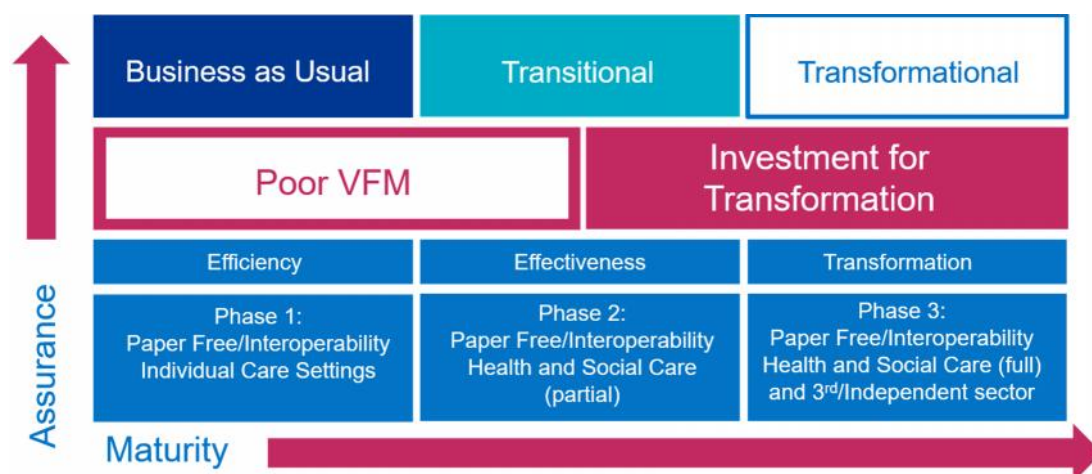 Business as Usual
Transitional
Transformational
Poor VFM
Investment for
Transformation
Efficiency
Effectiveness
Transformation
Phase 1:
Paper Free/Interoperability
Individual Care Settings
Phase 2:
Paper Free/Interoperability
Health and Social Care
(partial)
Phase 3:
Paper Free/Interoperability
Health and Social Care (full)
and 3rd/Independent sector
Assurance
Maturity